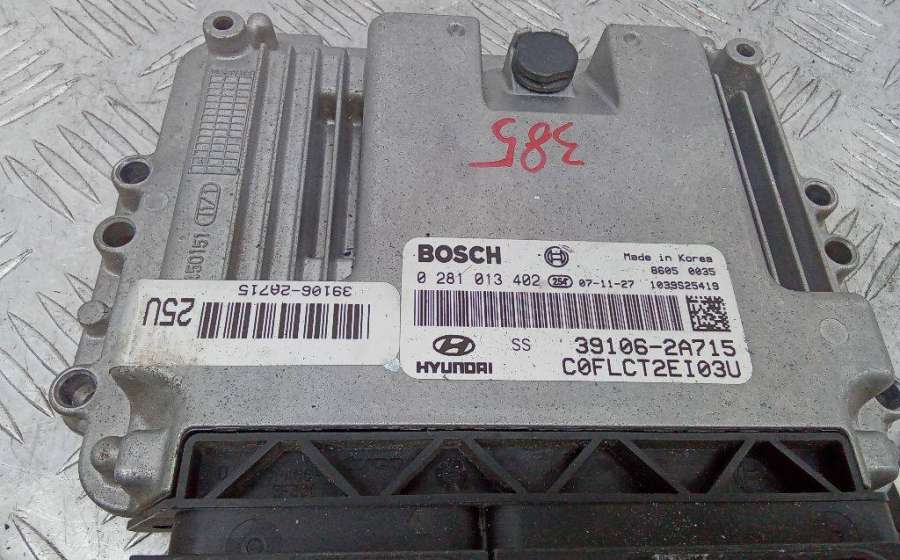 385
BOSCH
Made in Korea
8605 0035
0 281 013 402 254 07-11-27 1039S25419
HYUNDAI
SS 39106-2A715
C0FLCT2EI03U
39106-2A715
25U